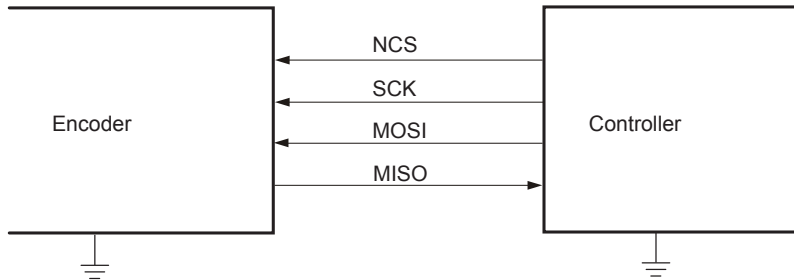 NCS
SCK
Encoder
Controller
MOSI
MISO